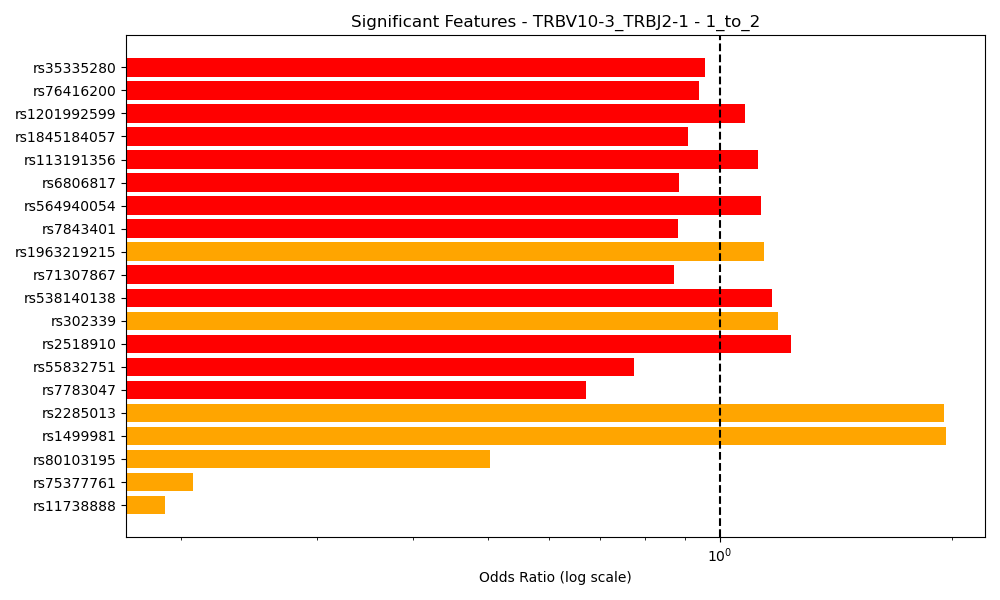 Significant Features - TRBV10-3_TRBJ2-1 - 1_to_2
rs35335280
rs76416200
rs1201992599
rs1845184057
rs113191356
rs6806817
rs564940054
rs7843401
rs1963219215
rs71307867
rs538140138
rs302339
rs2518910
rs55832751
rs7783047
rs2285013
rs1499981
rs80103195
rs75377761
rs11738888
10⁰
Odds Ratio (log scale)